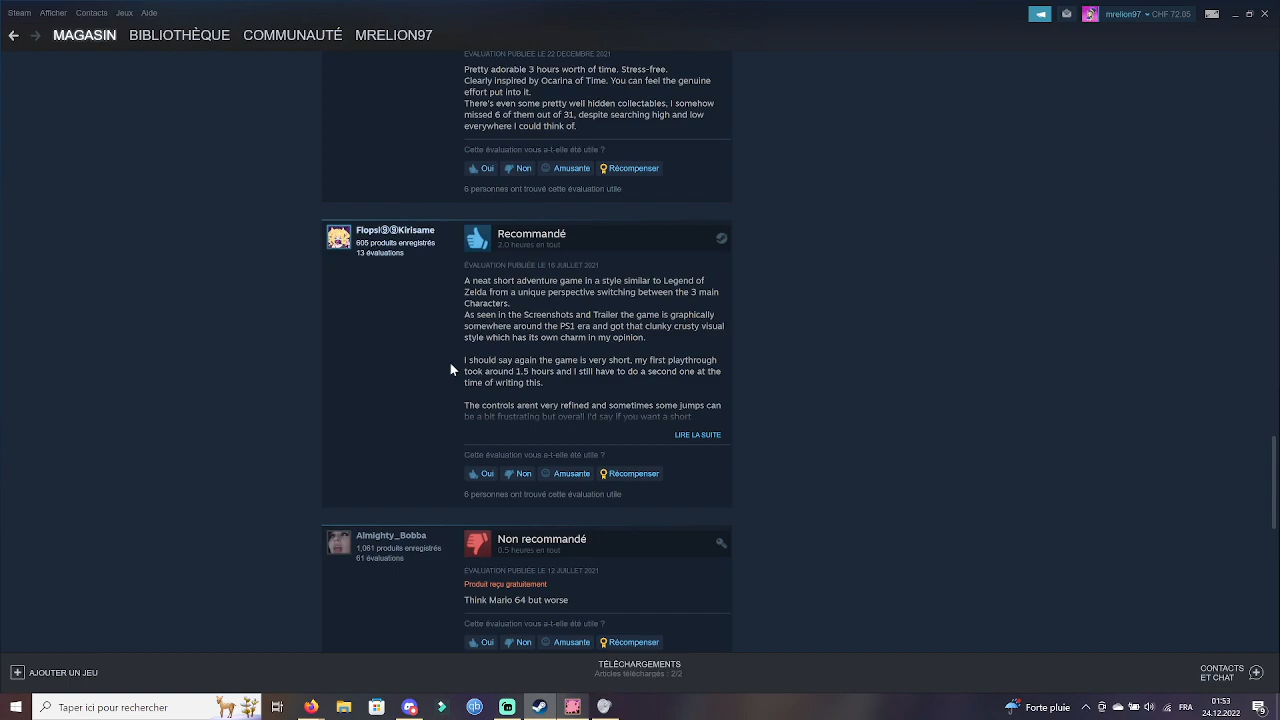 Steam Afficher Contacts Jeux Aide
mrelion97 CHF 72.05
MAGASIN BIBLIOTHÈQUE COMMUNAUTÉ MRELION97
ÉVALUATION PUBLIÉE LE 22 DÉCEMBRE 2021
Pretty adorable 3 hours worth of time. Stress-free.
Clearly inspired by Ocarina of Time. You can feel the genuine
effort put into it.
There's even some pretty well hidden collectables, I somehow
missed 6 of them out of 31, despite searching high and low
everywhere I could think of.
Cette évaluation vous a-t-elle été utile ?
Oui Non Amusante Récompenser
6 personnes ont trouvé cette évaluation utile
Flopsi⑨⑨Kirisame
605 produits enregistrés
13 évaluations
Recommandé
2.0 heures en tout
ÉVALUATION PUBLIÉE LE 16 JUILLET 2021
A neat short adventure game in a style similar to Legend of
Zelda from a unique perspective switching between the 3 main
Characters.
As seen in the Screenshots and Trailer the game is graphically
somewhere around the PS1 era and got that clunky crusty visual
style which has its own charm in my opinion.
I should say again the game is very short, my first playthrough
took around 1.5 hours and I still have to do a second one at the
time of writing this.
The controls arent very refined and sometimes some jumps can
be a bit frustrating but overall I'd say if you want a short
LIRE LA SUITE
Cette évaluation vous a-t-elle été utile ?
Oui Non Amusante Récompenser
6 personnes ont trouvé cette évaluation utile
Almighty_Bobba
1,061 produits enregistrés
61 évaluations
Non recommandé
0.5 heures en tout
ÉVALUATION PUBLIÉE LE 12 JUILLET 2021
Produit reçu gratuitement
Think Mario 64 but worse
Cette évaluation vous a-t-elle été utile ?
Oui Non Amusante Récompenser
AJOUTER UN JEU
TÉLÉCHARGEMENTS
Articles téléchargés : 2/2
CONTACTS
ET CHAT
Taper ici pour rechercher
Foehnsturm
FRA
01:53
24.12.2022